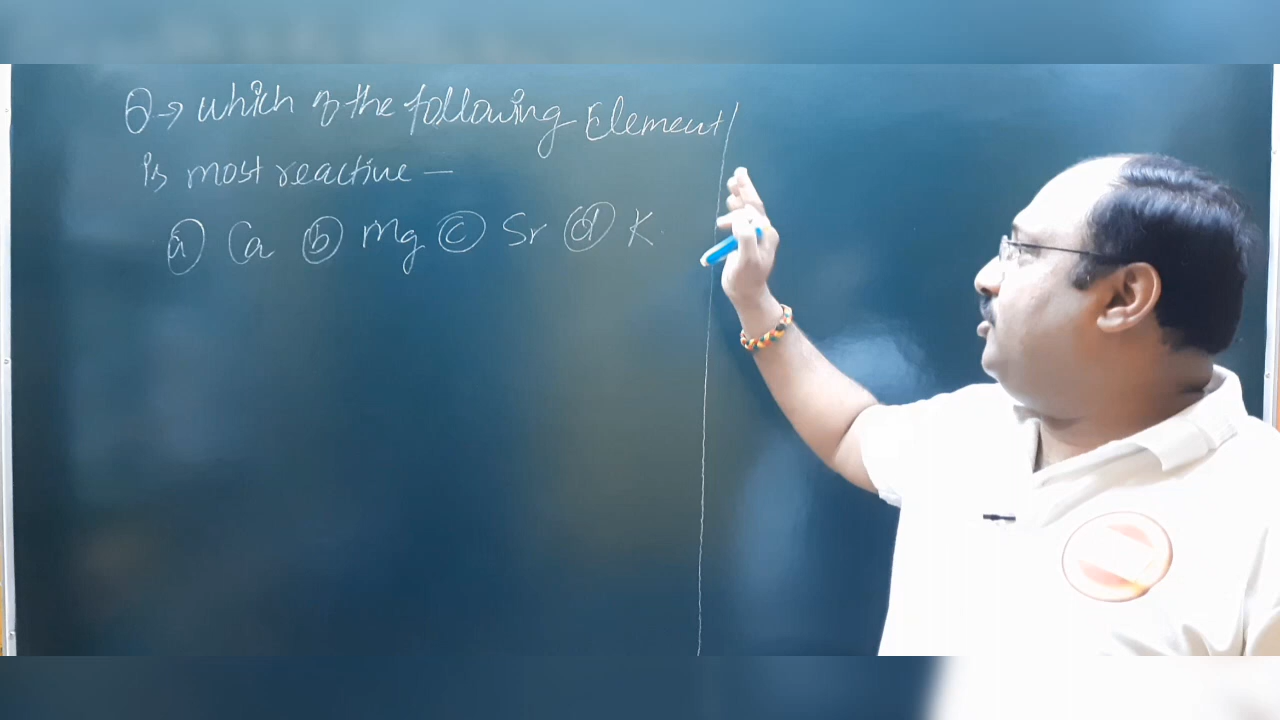 Q→ which of the following Element
is most reactive —
(a) Ca (b) Mg (c) Sr (d) K.